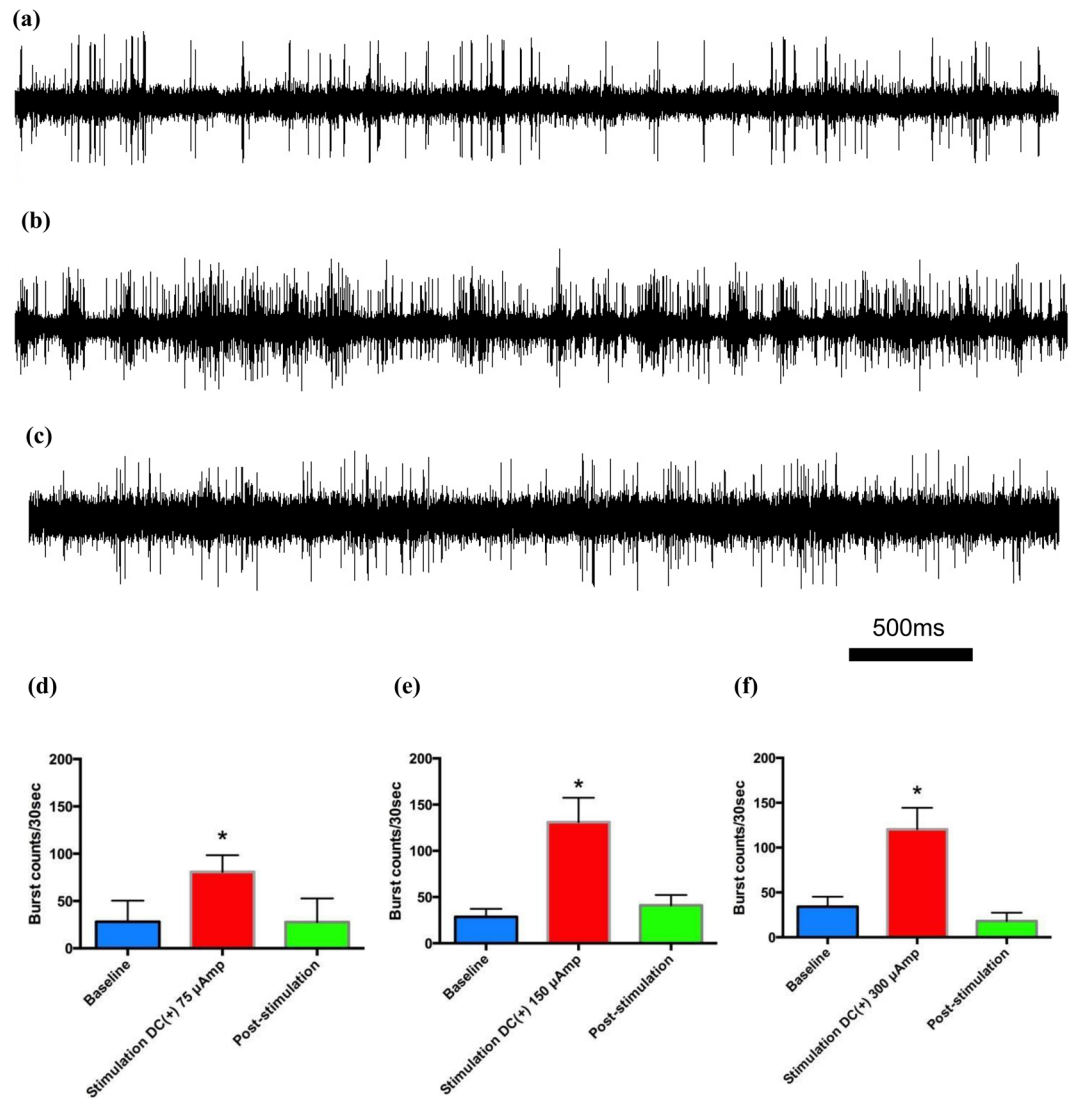 (a)
(b)
(c)
500ms
(d)
(e)
(f)
Burst counts/30sec
200
150
100
50
0
*
Baseline
Stimulation DC(+) 75 µAmp
Post-stimulation
Burst counts/30sec
200
150
100
50
0
*
Baseline
Stimulation DC(+) 150 µAmp
Post-stimulation
Burst counts/30sec
200
150
100
50
0
*
Baseline
Stimulation DC(+) 300 µAmp
Post-stimulation